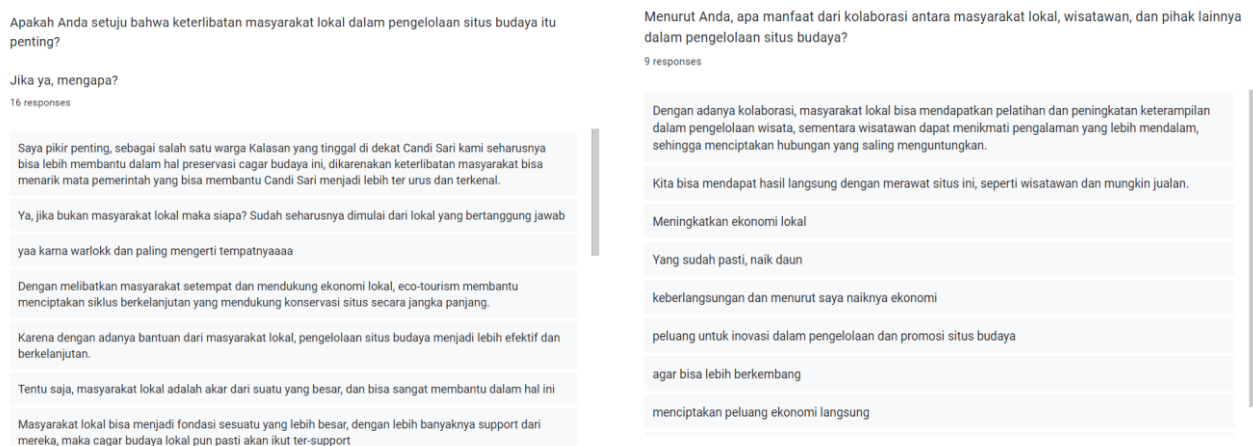 Apakah Anda setuju bahwa keterlibatan masyarakat lokal dalam pengelolaan situs budaya itu
penting?
Jika ya, mengapa?
16 responses
Saya pikir penting, sebagai salah satu warga Kalasan yang tinggal di dekat Candi Sari kami seharusnya
bisa lebih membantu dalam hal preservasi cagar budaya ini, dikarenakan keterlibatan masyarakat bisa
menarik mata pemerintah yang bisa membantu Candi Sari menjadi lebih ter urus dan terkenal.
Ya, jika bukan masyarakat lokal maka siapa? Sudah seharusnya dimulai dari lokal yang bertanggung jawab
yaa karna warlokk dan paling mengerti tempatnyaaaa
Dengan melibatkan masyarakat setempat dan mendukung ekonomi lokal, eco-tourism membantu
menciptakan siklus berkelanjutan yang mendukung konservasi situs secara jangka panjang.
Karena dengan adanya bantuan dari masyarakat lokal, pengelolaan situs budaya menjadi lebih efektif dan
berkelanjutan.
Tentu saja, masyarakat lokal adalah akar dari suatu yang besar, dan bisa sangat membantu dalam hal ini
Masyarakat lokal bisa menjadi fondasi sesuatu yang lebih besar, dengan lebih banyaknya support dari
mereka, maka cagar budaya lokal pun pasti akan ikut ter-support
Menurut Anda, apa manfaat dari kolaborasi antara masyarakat lokal, wisatawan, dan pihak lainnya
dalam pengelolaan situs budaya?
9 responses
Dengan adanya kolaborasi, masyarakat lokal bisa mendapatkan pelatihan dan peningkatan keterampilan
dalam pengelolaan wisata, sementara wisatawan dapat menikmati pengalaman yang lebih mendalam,
sehingga menciptakan hubungan yang saling menguntungkan.
Kita bisa mendapat hasil langsung dengan merawat situs ini, seperti wisatawan dan mungkin jualan.
Meningkatkan ekonomi lokal
Yang sudah pasti, naik daun
keberlangsungan dan menurut saya naiknya ekonomi
peluang untuk inovasi dalam pengelolaan dan promosi situs budaya
agar bisa lebih berkembang
menciptakan peluang ekonomi langsung